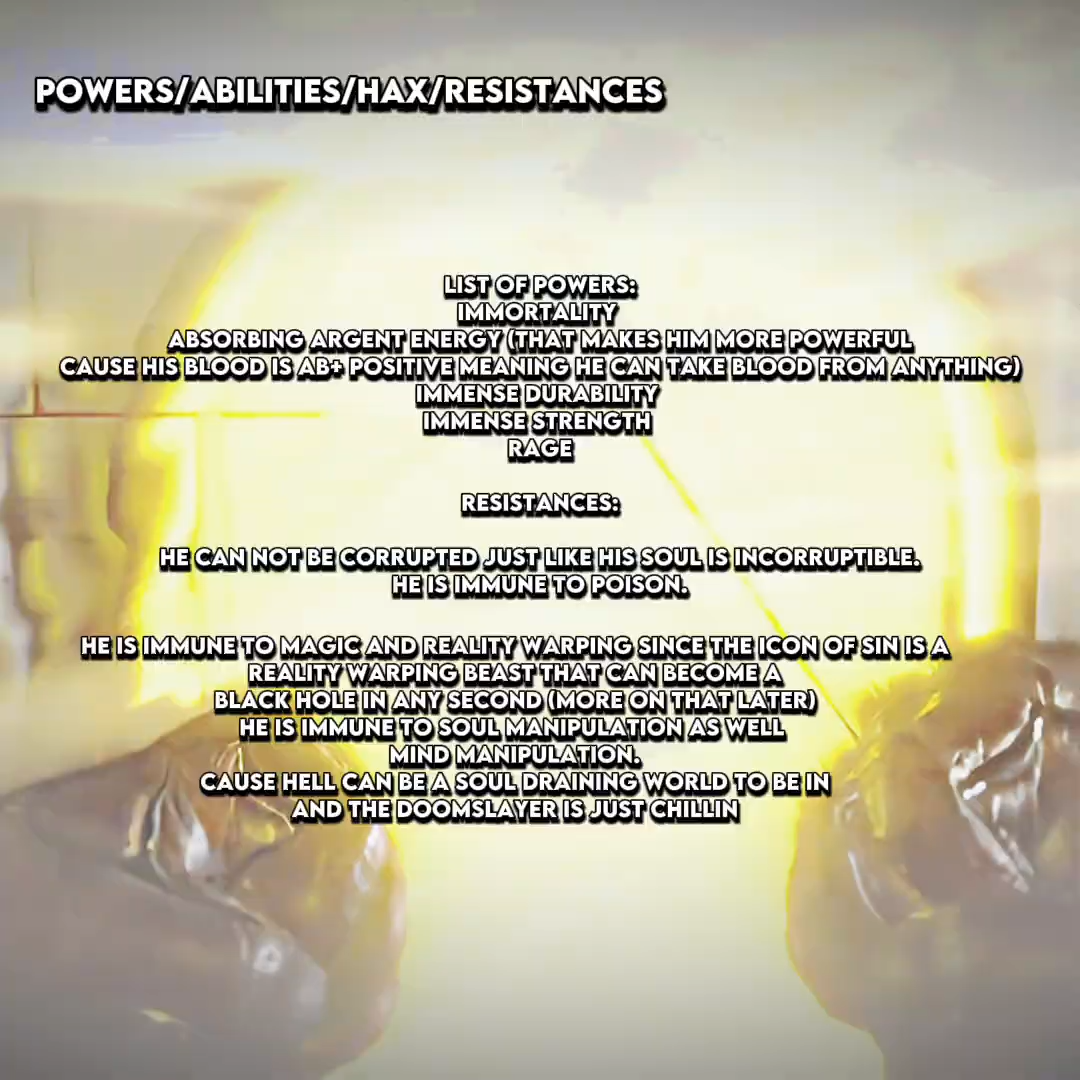 POWERS/ABILITIES/HAX/RESISTANCES
LIST OF POWERS:
IMMORTALITY
ABSORBING ARGENT ENERGY (THAT MAKES HIM MORE POWERFUL
CAUSE HIS BLOOD IS AB+ POSITIVE MEANING HE CAN TAKE BLOOD FROM ANYTHING)
IMMENSE DURABILITY
IMMENSE STRENGTH
RAGE
RESISTANCES:
HE CAN NOT BE CORRUPTED JUST LIKE HIS SOUL IS INCORRUPTIBLE.
HE IS IMMUNE TO POISON.
HE IS IMMUNE TO MAGIC AND REALITY WARPING SINCE THE ICON OF SIN IS A
REALITY WARPING BEAST THAT CAN BECOME A
BLACK HOLE IN ANY SECOND (MORE ON THAT LATER)
HE IS IMMUNE TO SOUL MANIPULATION AS WELL
MIND MANIPULATION.
CAUSE HELL CAN BE A SOUL DRAINING WORLD TO BE IN
AND THE DOOMSLAYER IS JUST CHILLIN